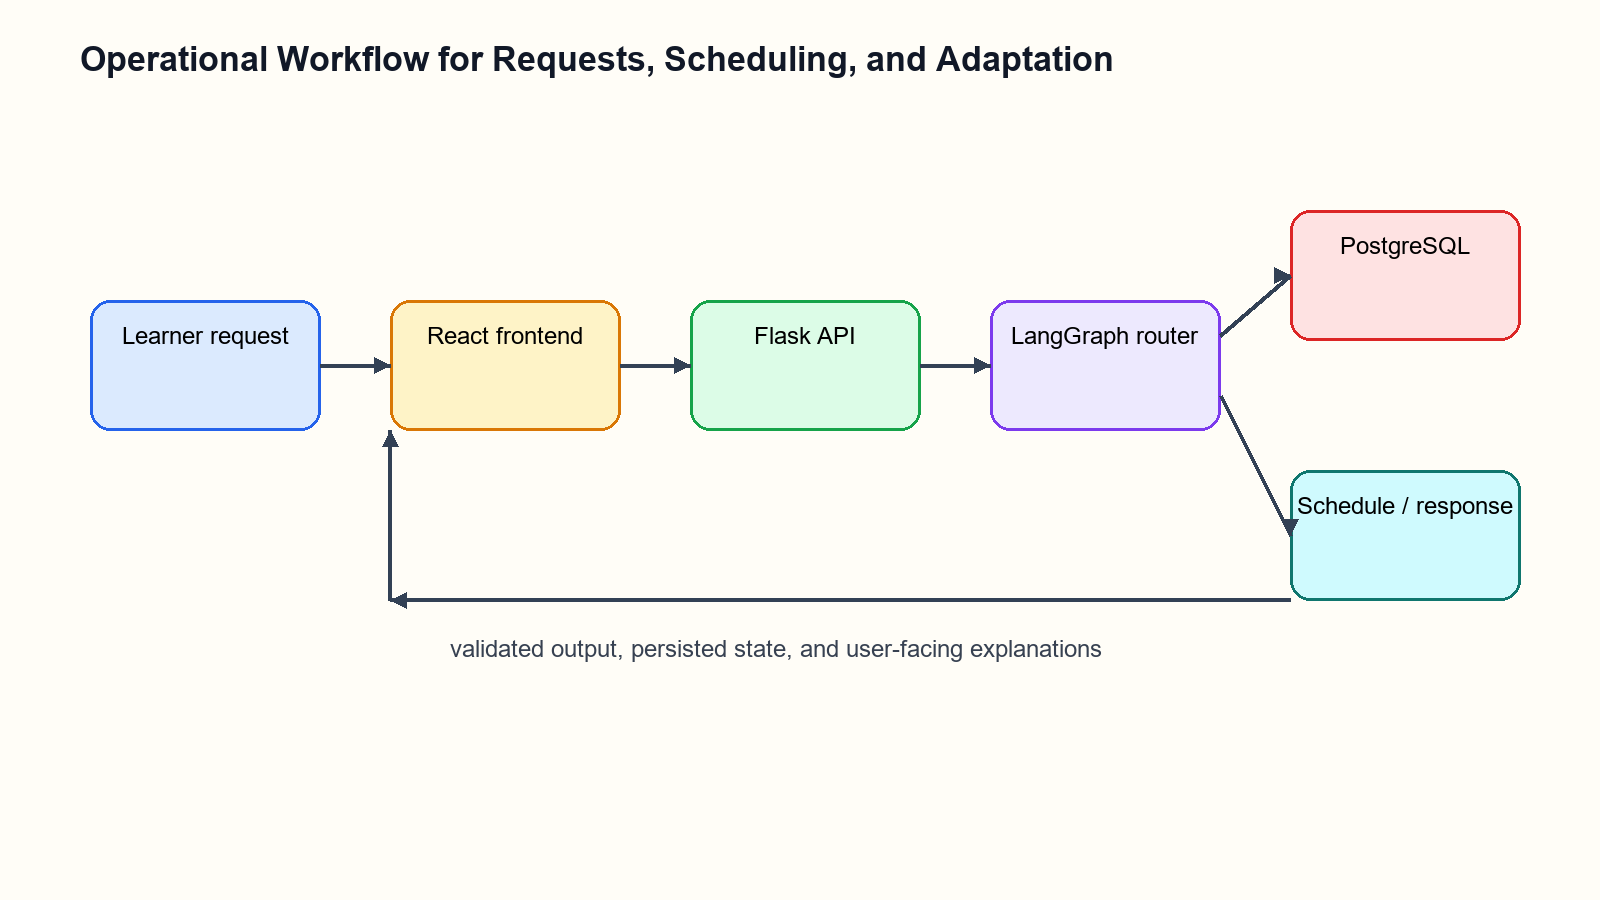 Operational Workflow for Requests, Scheduling, and Adaptation
PostgreSQL
Learner request
React frontend
Flask API
LangGraph router
Schedule / response
validated output, persisted state, and user-facing explanations